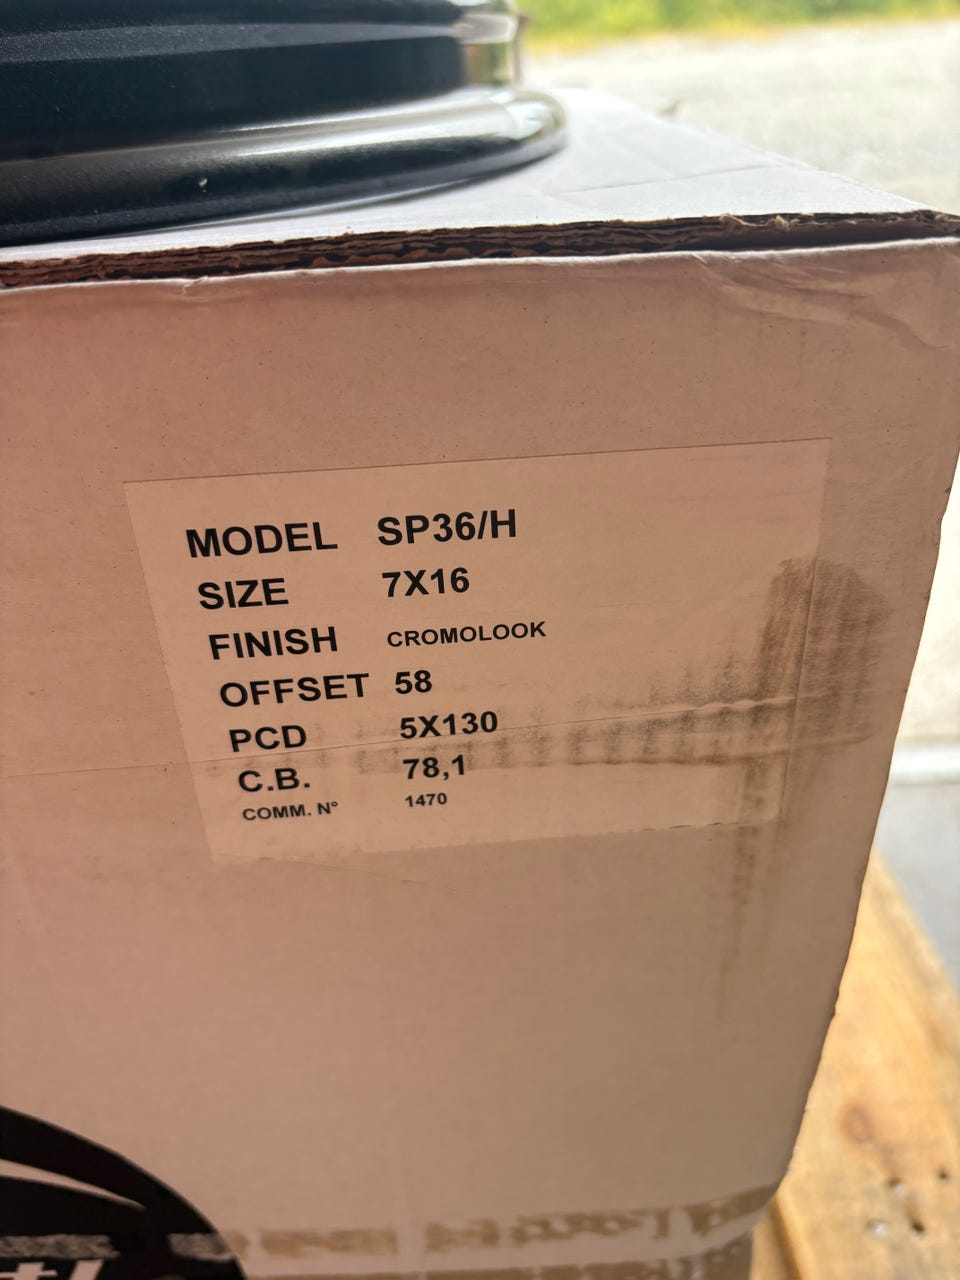 MODEL SP36/H
SIZE 7X16
FINISH CROMOLOOK
OFFSET 58
PCD 5X130
C.B. 78,1
COMM. N° 1470